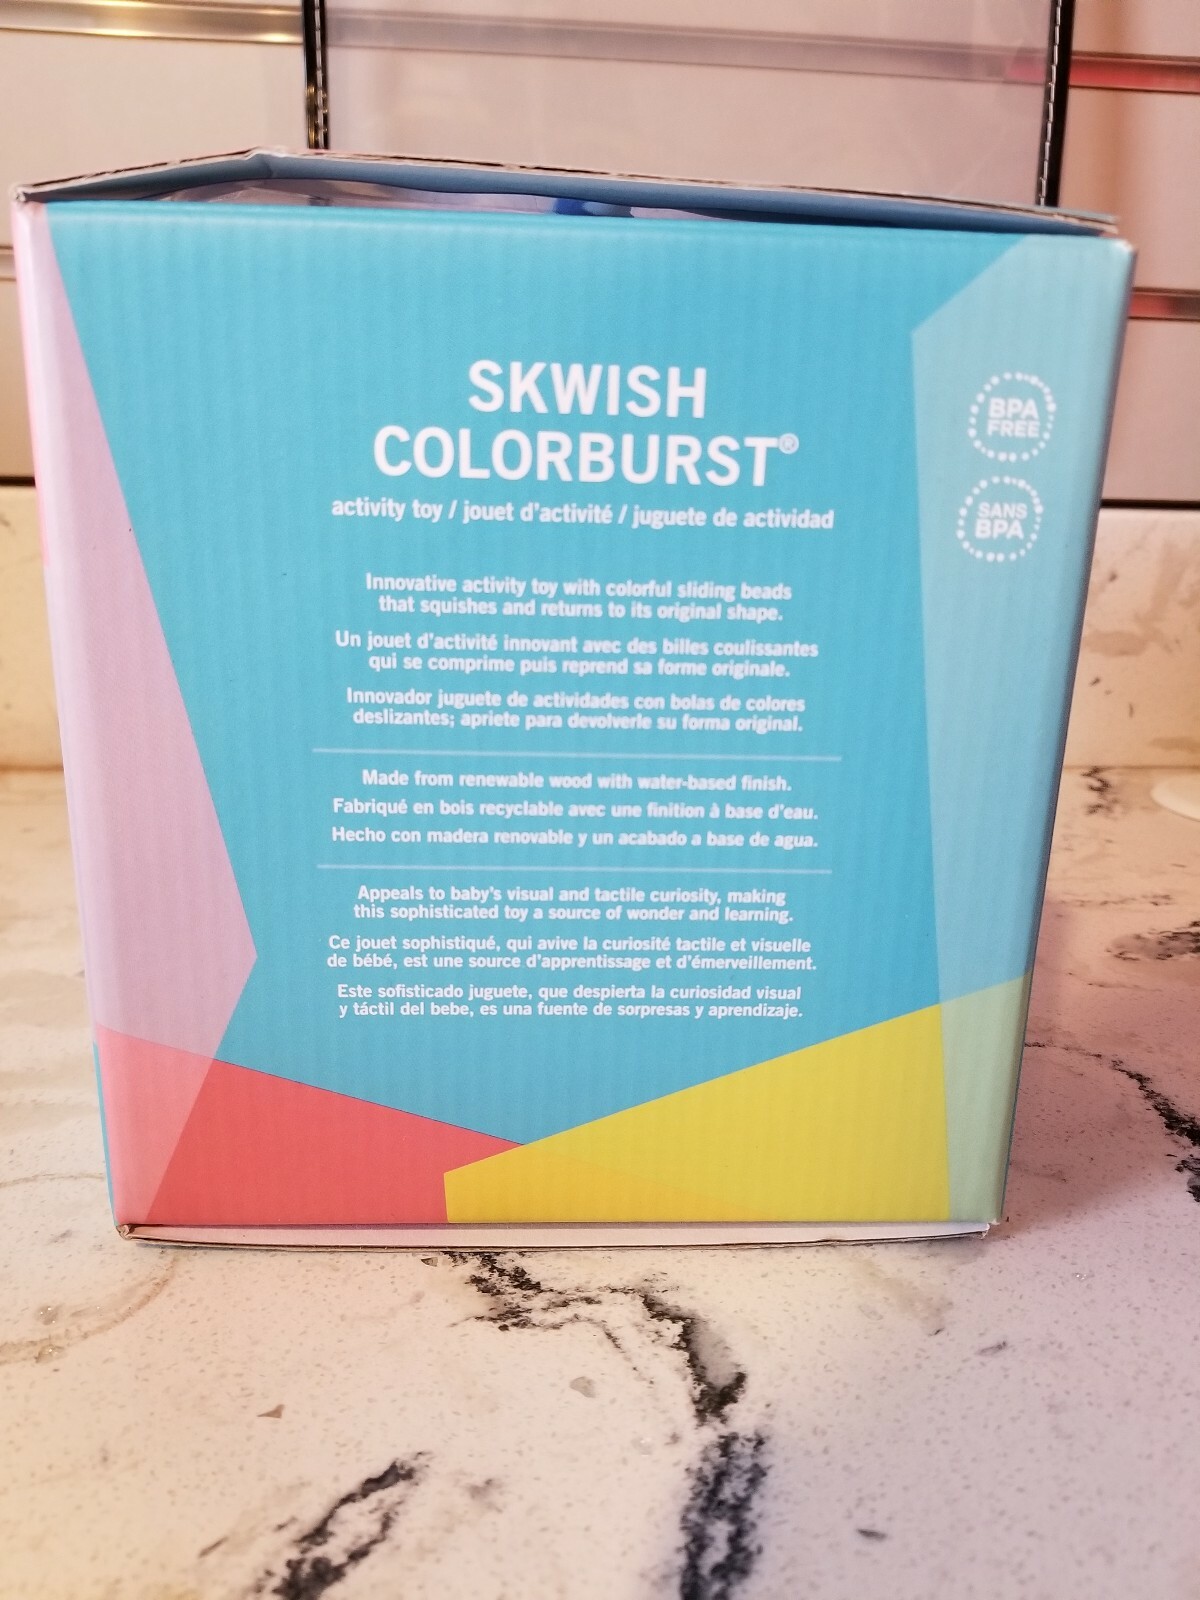 SKWISH
COLORBURST®
activity toy / jouet d'activité / juguete de actividad
BPA
FREE
SANS
BPA
Innovative activity toy with colorful sliding beads
that squishes and returns to its original shape.
Un jouet d'activité innovant avec des billes coulissantes
qui se comprime puis reprend sa forme originale.
Innovador juguete de actividades con bolas de colores
deslizantes; apriete para devolverle su forma original.
Made from renewable wood with water-based finish.
Fabriqué en bois recyclable avec une finition à base d'eau.
Hecho con madera renovable y un acabado a base de agua.
Appeals to baby's visual and tactile curiosity, making
this sophisticated toy a source of wonder and learning.
Ce jouet sophistiqué, qui avive la curiosité tactile et visuelle
de bébé, est une source d'apprentissage et d'émerveillement.
Este sofisticado juguete, que despierta la curiosidad visual
y táctil del bebe, es una fuente de sorpresas y aprendizaje.